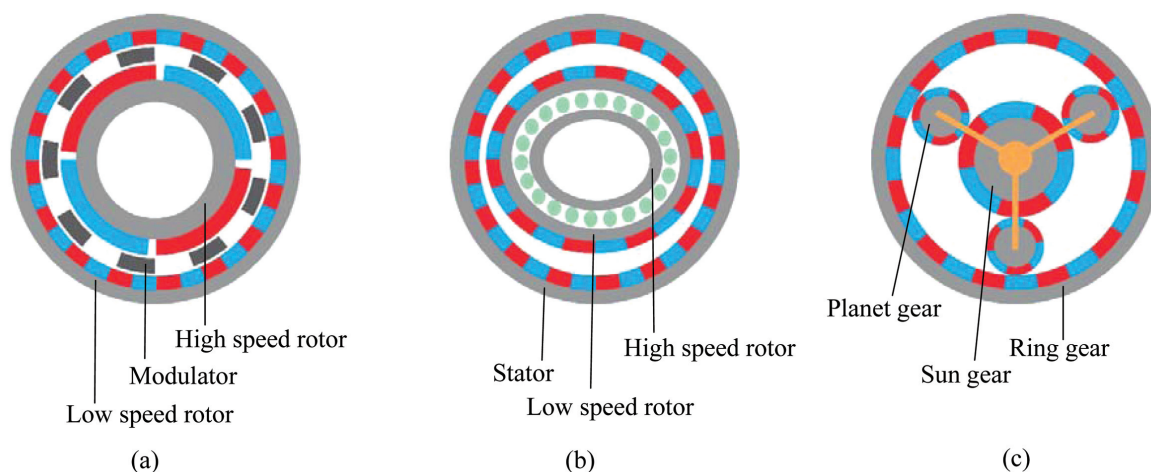 High speed rotor
Modulator
Low speed rotor
(a)
High speed rotor
Stator
Low speed rotor
(b)
Planet gear
Ring gear
Sun gear
(c)